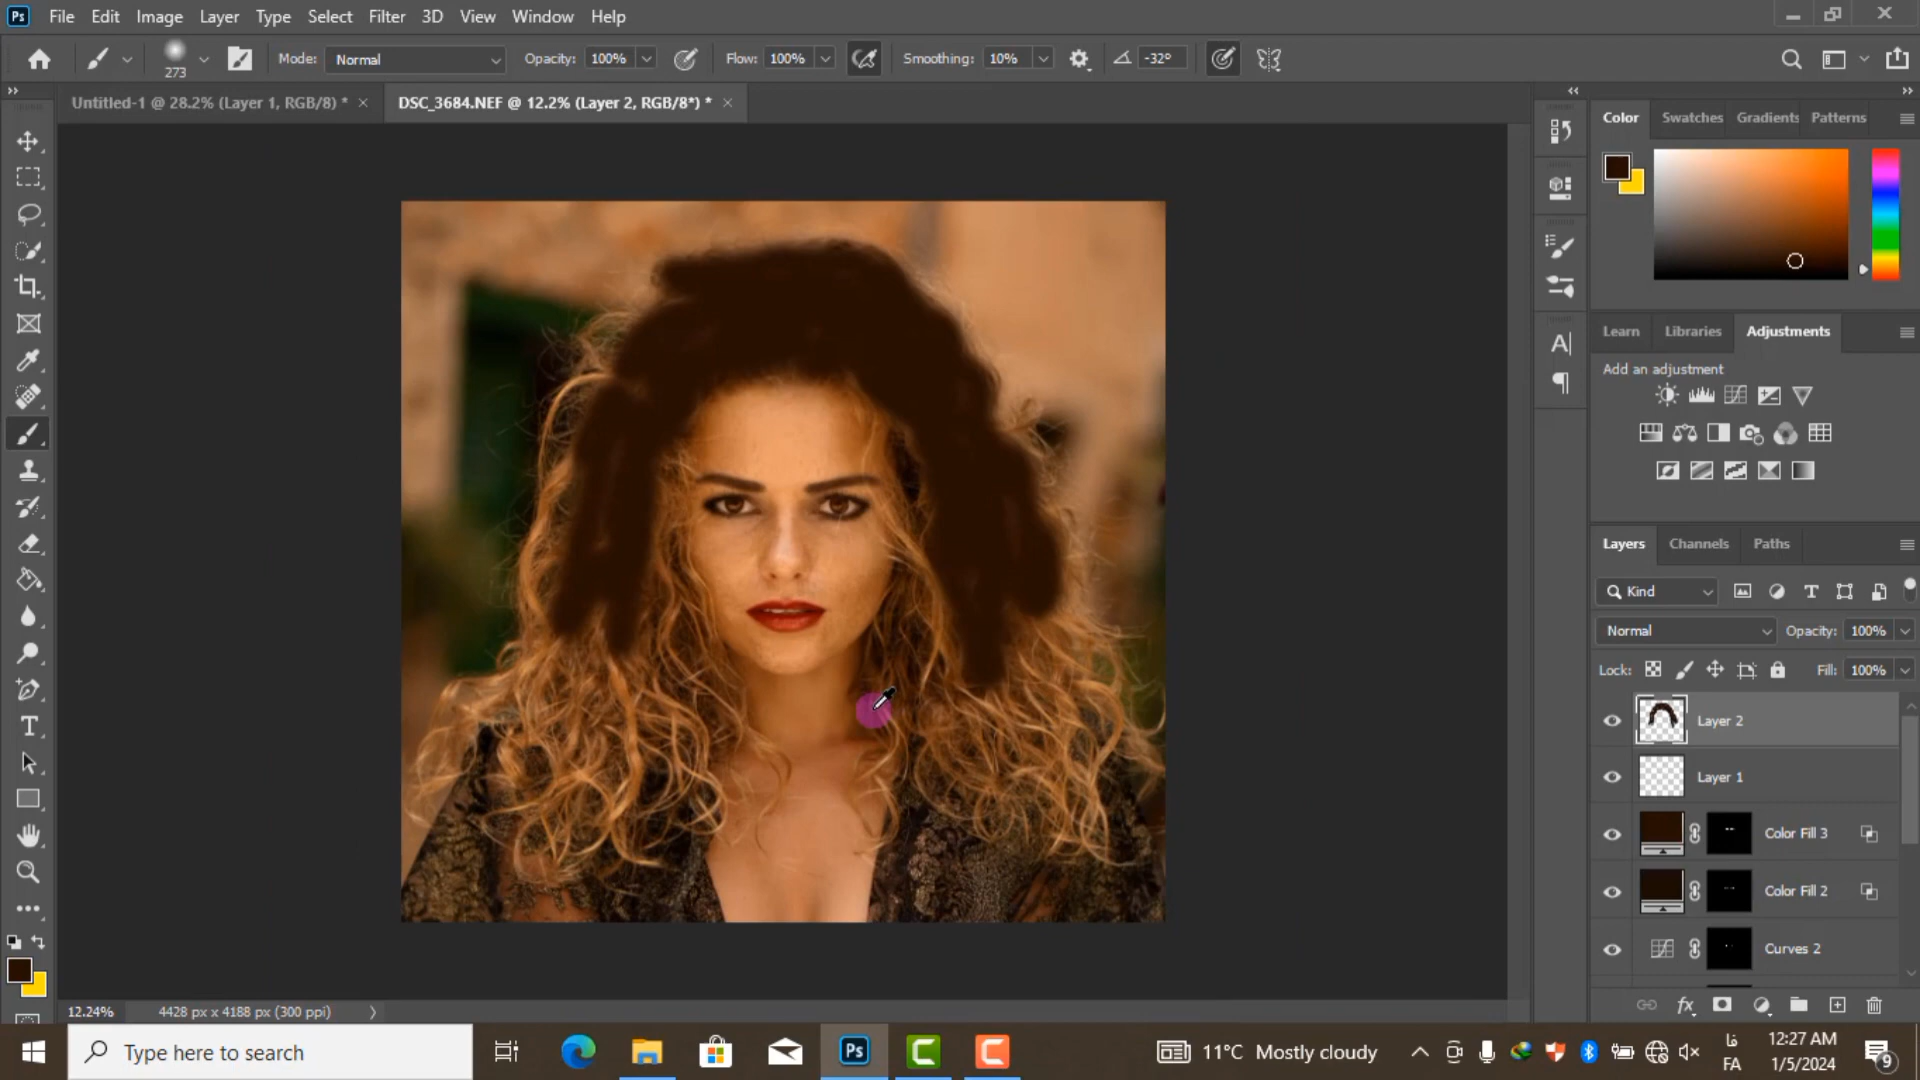 Ps File Edit Image Layer Type Select Filter 3D View Window Help
273 Mode: Normal Opacity: 100% Flow: 100% Smoothing: 10% -32°
Untitled-1 @ 28.2% (Layer 1, RGB/8) * × DSC_3684.NEF @ 12.2% (Layer 2, RGB/8*) * ×
Color Swatches Gradients Patterns
Learn Libraries Adjustments
Add an adjustment
Layers Channels Paths
Kind
Normal Opacity: 100%
Lock: Fill: 100%
Layer 2
Layer 1
Color Fill 3
Color Fill 2
Curves 2
12.24% 4428 px x 4188 px (300 ppi)
Type here to search
Ps
11°C Mostly cloudy
فا
FA
12:27 AM
1/5/2024
9